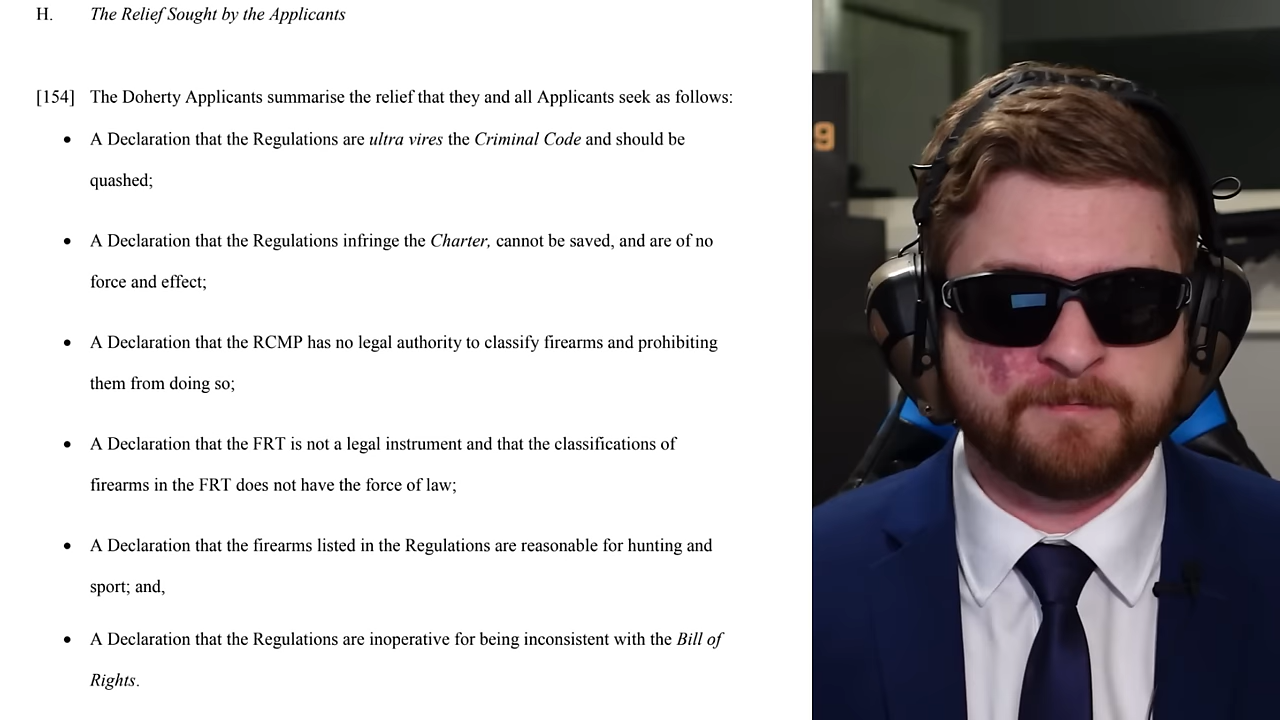 H. The Relief Sought by the Applicants
[154] The Doherty Applicants summarise the relief that they and all Applicants seek as follows:
• A Declaration that the Regulations are ultra vires the Criminal Code and should be
quashed;
• A Declaration that the Regulations infringe the Charter, cannot be saved, and are of no
force and effect;
• A Declaration that the RCMP has no legal authority to classify firearms and prohibiting
them from doing so;
• A Declaration that the FRT is not a legal instrument and that the classifications of
firearms in the FRT does not have the force of law;
• A Declaration that the firearms listed in the Regulations are reasonable for hunting and
sport; and,
• A Declaration that the Regulations are inoperative for being inconsistent with the Bill of
Rights.
9